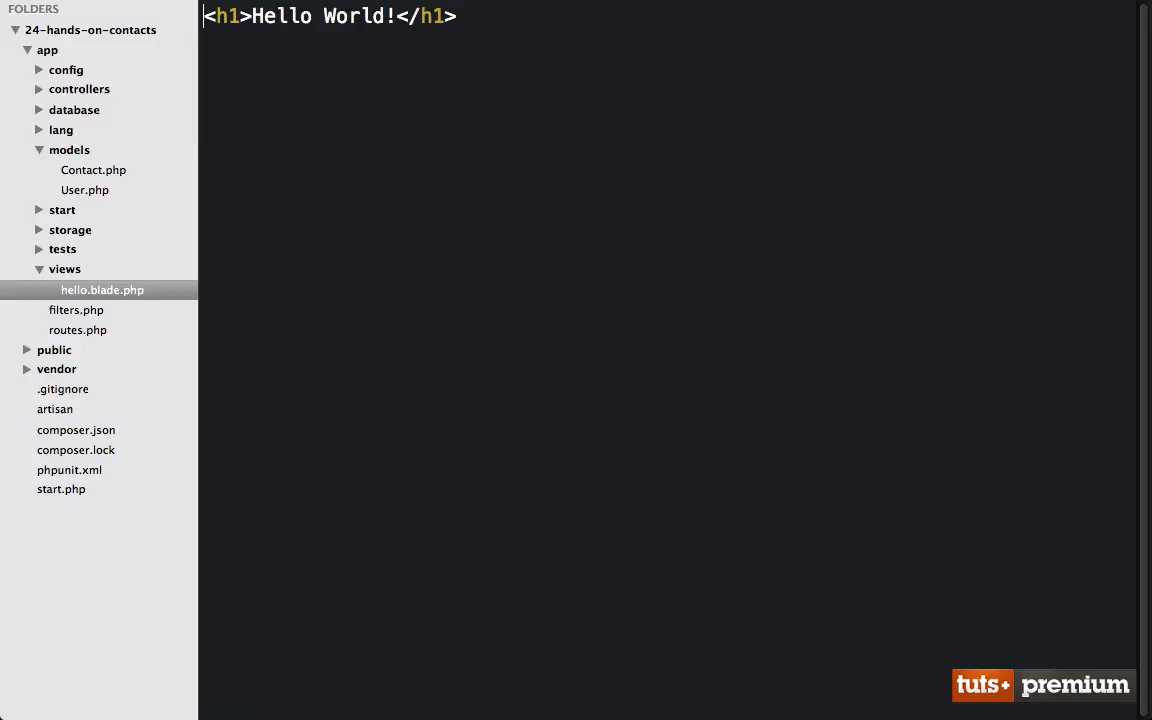 FOLDERS
24-hands-on-contacts
app
config
controllers
database
lang
models
Contact.php
User.php
start
storage
tests
views
hello.blade.php
filters.php
routes.php
public
vendor
.gitignore
artisan
composer.json
composer.lock
phpunit.xml
start.php
<h1>Hello World!</h1>
tuts+ premium